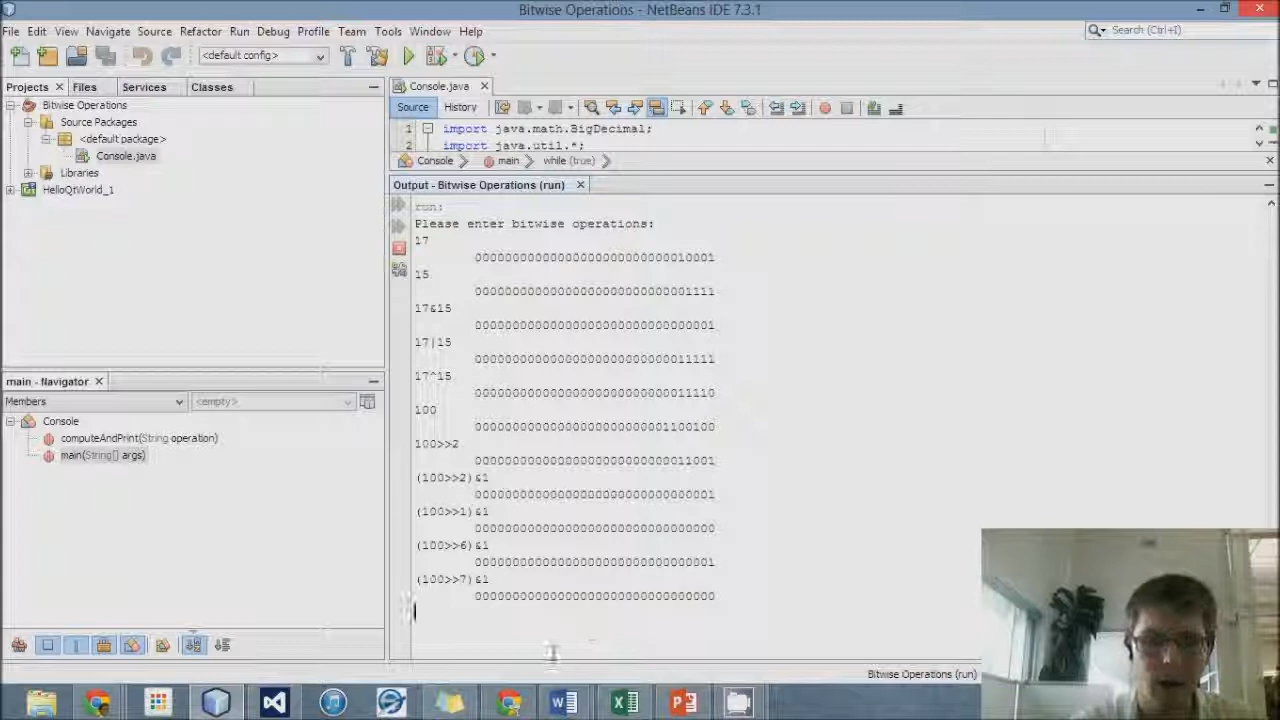 Bitwise Operations - NetBeans IDE 7.3.1
File Edit View Navigate Source Refactor Run Debug Profile Team Tools Window Help
Search (Ctrl+I)
<default config>
Projects Files Services Classes
Bitwise Operations
Source Packages
<default package>
Console.java
Libraries
HelloQtWorld_1
main - Navigator
Members <empty>
Console
computeAndPrint(String operation)
main(String[] args)
Console.java
Source History
1 import java.math.BigDecimal;
2 import java.util.*;
Console main while (true)
Output - Bitwise Operations (run)
run:
Please enter bitwise operations:
17
00000000000000000000000000010001
15
00000000000000000000000000001111
17&15
00000000000000000000000000000001
17|15
00000000000000000000000000011111
17^15
00000000000000000000000000011110
100
00000000000000000000000001100100
100>>2
00000000000000000000000000011001
(100>>2)&1
00000000000000000000000000000001
(100>>1)&1
00000000000000000000000000000000
(100>>6)&1
00000000000000000000000000000001
(100>>7)&1
00000000000000000000000000000000
Bitwise Operations (run)